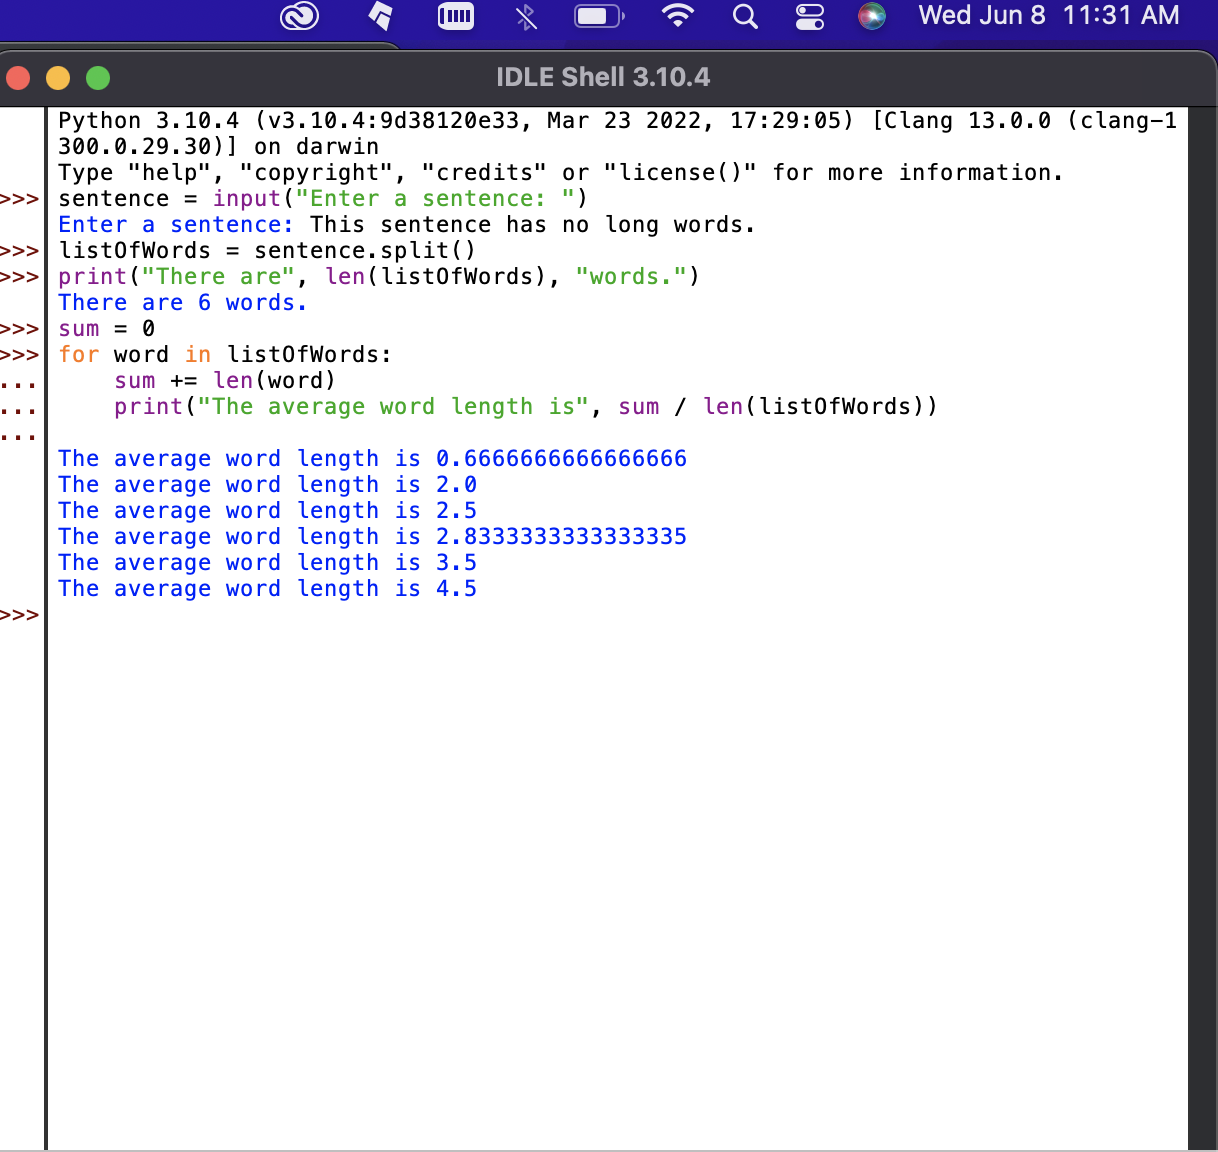 Wed Jun 8 11:31 AM
IDLE Shell 3.10.4
Python 3.10.4 (v3.10.4:9d38120e33, Mar 23 2022, 17:29:05) [Clang 13.0.0 (clang-1
300.0.29.30)] on darwin
Type "help", "copyright", "credits" or "license()" for more information.
>>> sentence = input("Enter a sentence: ")
Enter a sentence: This sentence has no long words.
>>> listOfWords = sentence.split()
>>> print("There are", len(listOfWords), "words.")
There are 6 words.
>>> sum = 0
>>> for word in listOfWords:
...     sum += len(word)
...     print("The average word length is", sum / len(listOfWords))
...
The average word length is 0.6666666666666666
The average word length is 2.0
The average word length is 2.5
The average word length is 2.8333333333333335
The average word length is 3.5
The average word length is 4.5
>>>